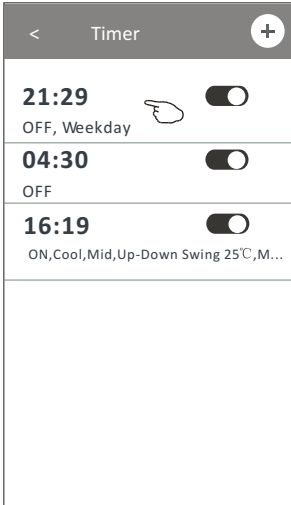 < Timer +
21:29
OFF, Weekday
04:30
OFF
16:19
ON,Cool,Mid,Up-Down Swing 25℃,M...